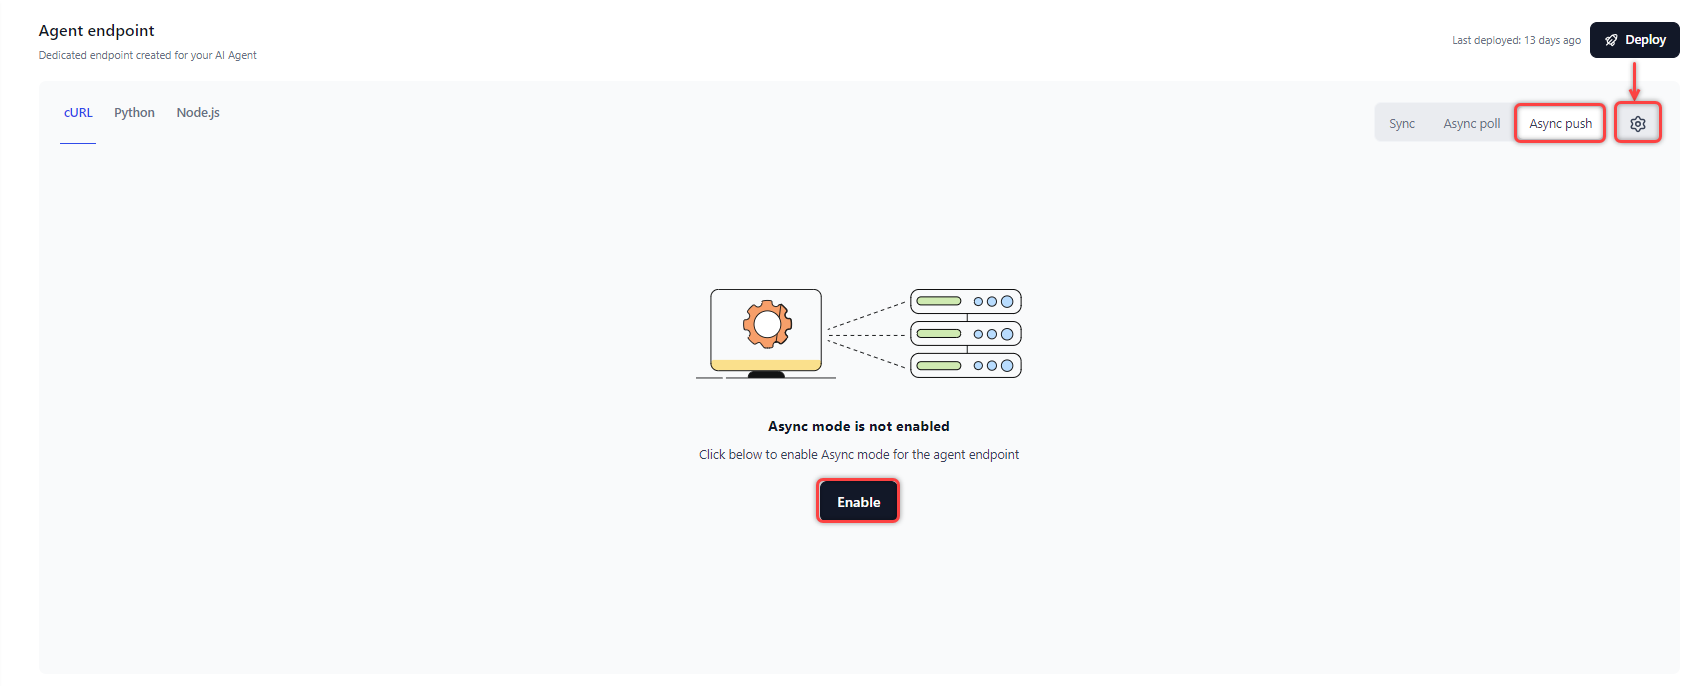 Agent endpoint
Dedicated endpoint created for your AI Agent
Last deployed: 13 days ago
Deploy
cURL Python Node.js
Sync Async poll Async push
Async mode is not enabled
Click below to enable Async mode for the agent endpoint
Enable